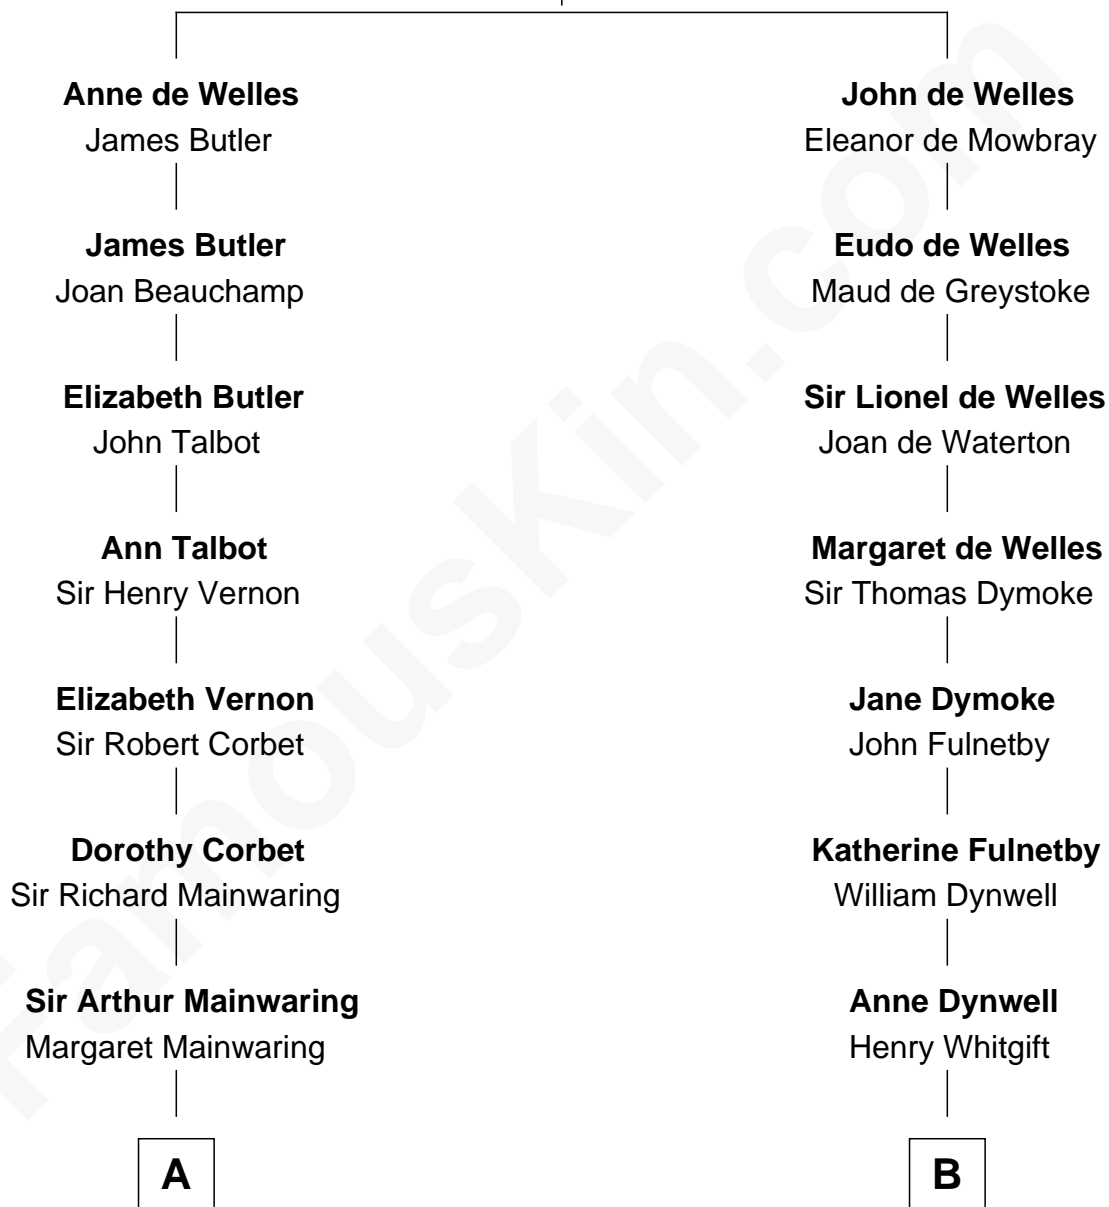 Anne de Welles
James Butler
James Butler
Joan Beauchamp
Elizabeth Butler
John Talbot
Ann Talbot
Sir Henry Vernon
Elizabeth Vernon
Sir Robert Corbet
Dorothy Corbet
Sir Richard Mainwaring
Sir Arthur Mainwaring
Margaret Mainwaring
A
John de Welles
Eleanor de Mowbray
Eudo de Welles
Maud de Greystoke
Sir Lionel de Welles
Joan de Waterton
Margaret de Welles
Sir Thomas Dymoke
Jane Dymoke
John Fulnetby
Katherine Fulnetby
William Dynwell
Anne Dynwell
Henry Whitgift
B
FamousKin.com